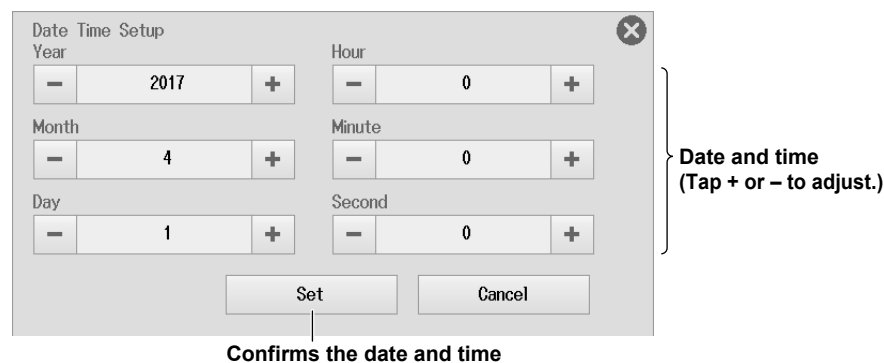 Date Time Setup
Year
Hour
− 2017 +
− 0 +
Month
Minute
− 4 +
− 0 +
Day
Second
− 1 +
− 0 +
Set
Cancel
Date and time
(Tap + or – to adjust.)
Confirms the date and time